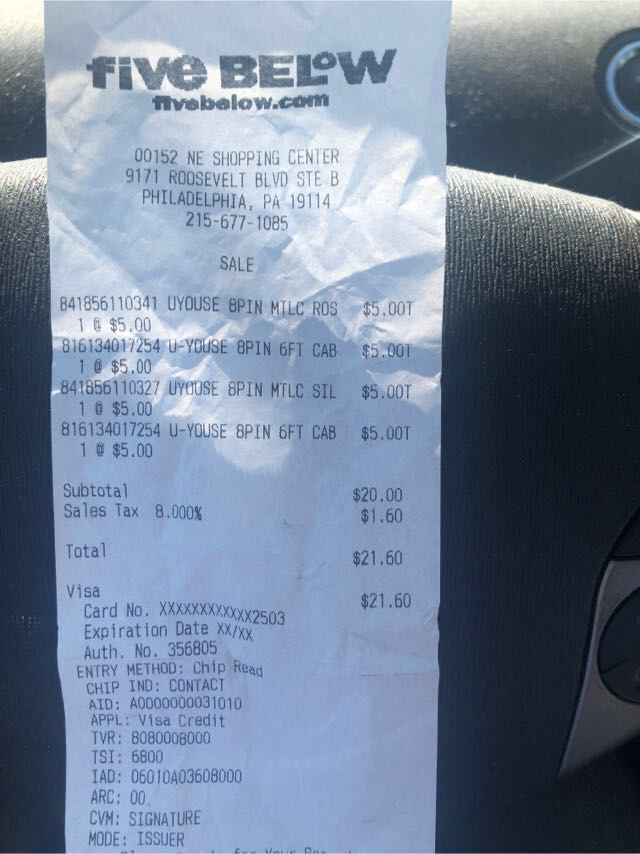 five BELOW
fivebelow.com
00152 NE SHOPPING CENTER
9171 ROOSEVELT BLVD STE B
PHILADELPHIA, PA 19114
215-677-1085
SALE
841856110341 UYOUSE 8PIN MTLC ROS $5.00T
1 @ $5.00
816134017254 U-YOUSE 8PIN 6FT CAB $5.00T
1 @ $5.00
841856110327 UYOUSE 8PIN MTLC SIL $5.00T
1 @ $5.00
816134017254 U-YOUSE 8PIN 6FT CAB $5.00T
1 @ $5.00
Subtotal $20.00
Sales Tax 8.000% $1.60
Total $21.60
Visa $21.60
Card No. XXXXXXXXXXXX2503
Expiration Date XX/XX
Auth. No. 356805
ENTRY METHOD: Chip Read
CHIP IND: CONTACT
AID: A0000000031010
APPL: Visa Credit
TVR: 8080008000
TSI: 6800
IAD: 06010A03608000
ARC: 00
CVM: SIGNATURE
MODE: ISSUER